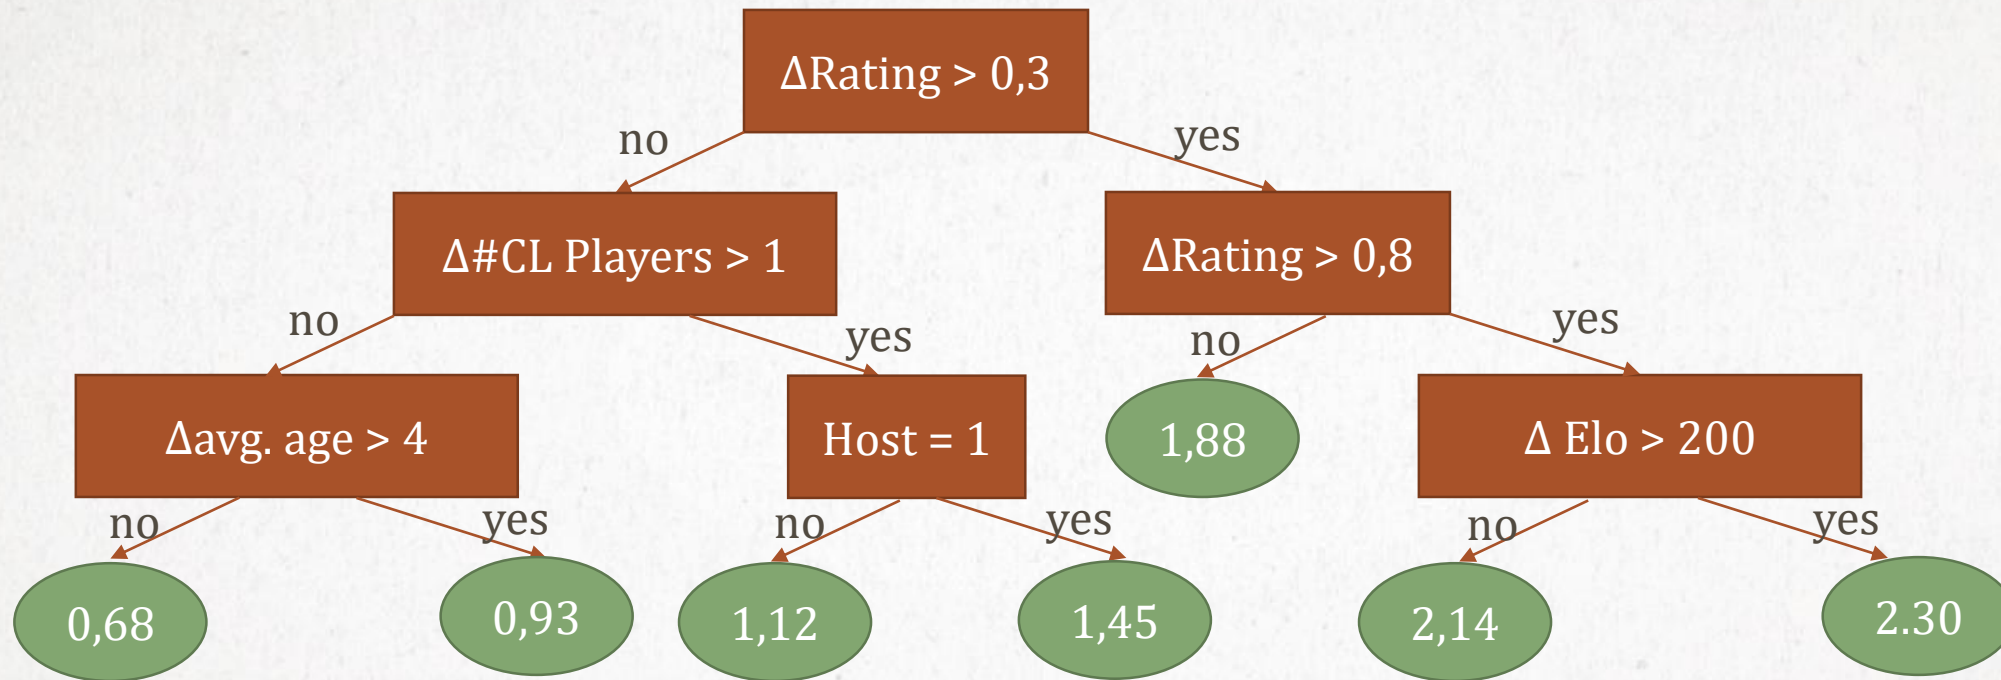 ΔRating > 0,3
no
yes
Δ#CL Players > 1
ΔRating > 0,8
no
yes
no
yes
Δavg. age > 4
Host = 1
1,88
Δ Elo > 200
no
yes
no
yes
no
yes
0,68
0,93
1,12
1,45
2,14
2.30